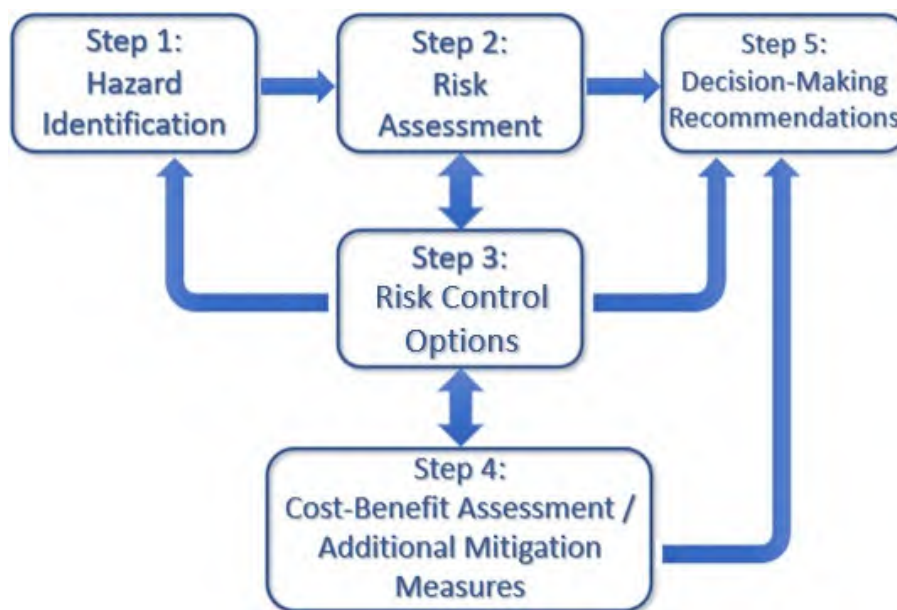 Step 1:
Hazard
Identification
Step 2:
Risk
Assessment
Step 5:
Decision-Making
Recommendations
Step 3:
Risk Control
Options
Step 4:
Cost-Benefit Assessment /
Additional Mitigation
Measures